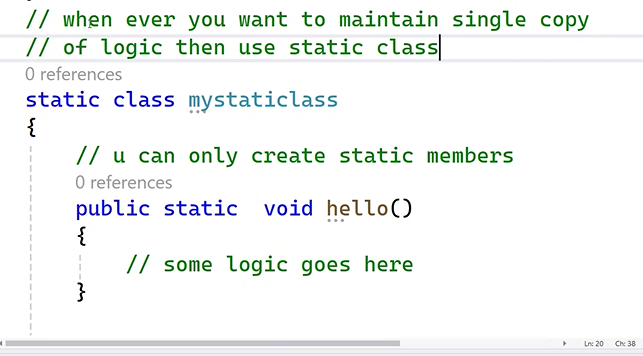 // when ever you want to maintain single copy
// of logic then use static class
0 references
static class mystaticlass
{
// u can only create static members
0 references
public static  void hello()
{
// some logic goes here
}
Ln: 20 Ch: 38